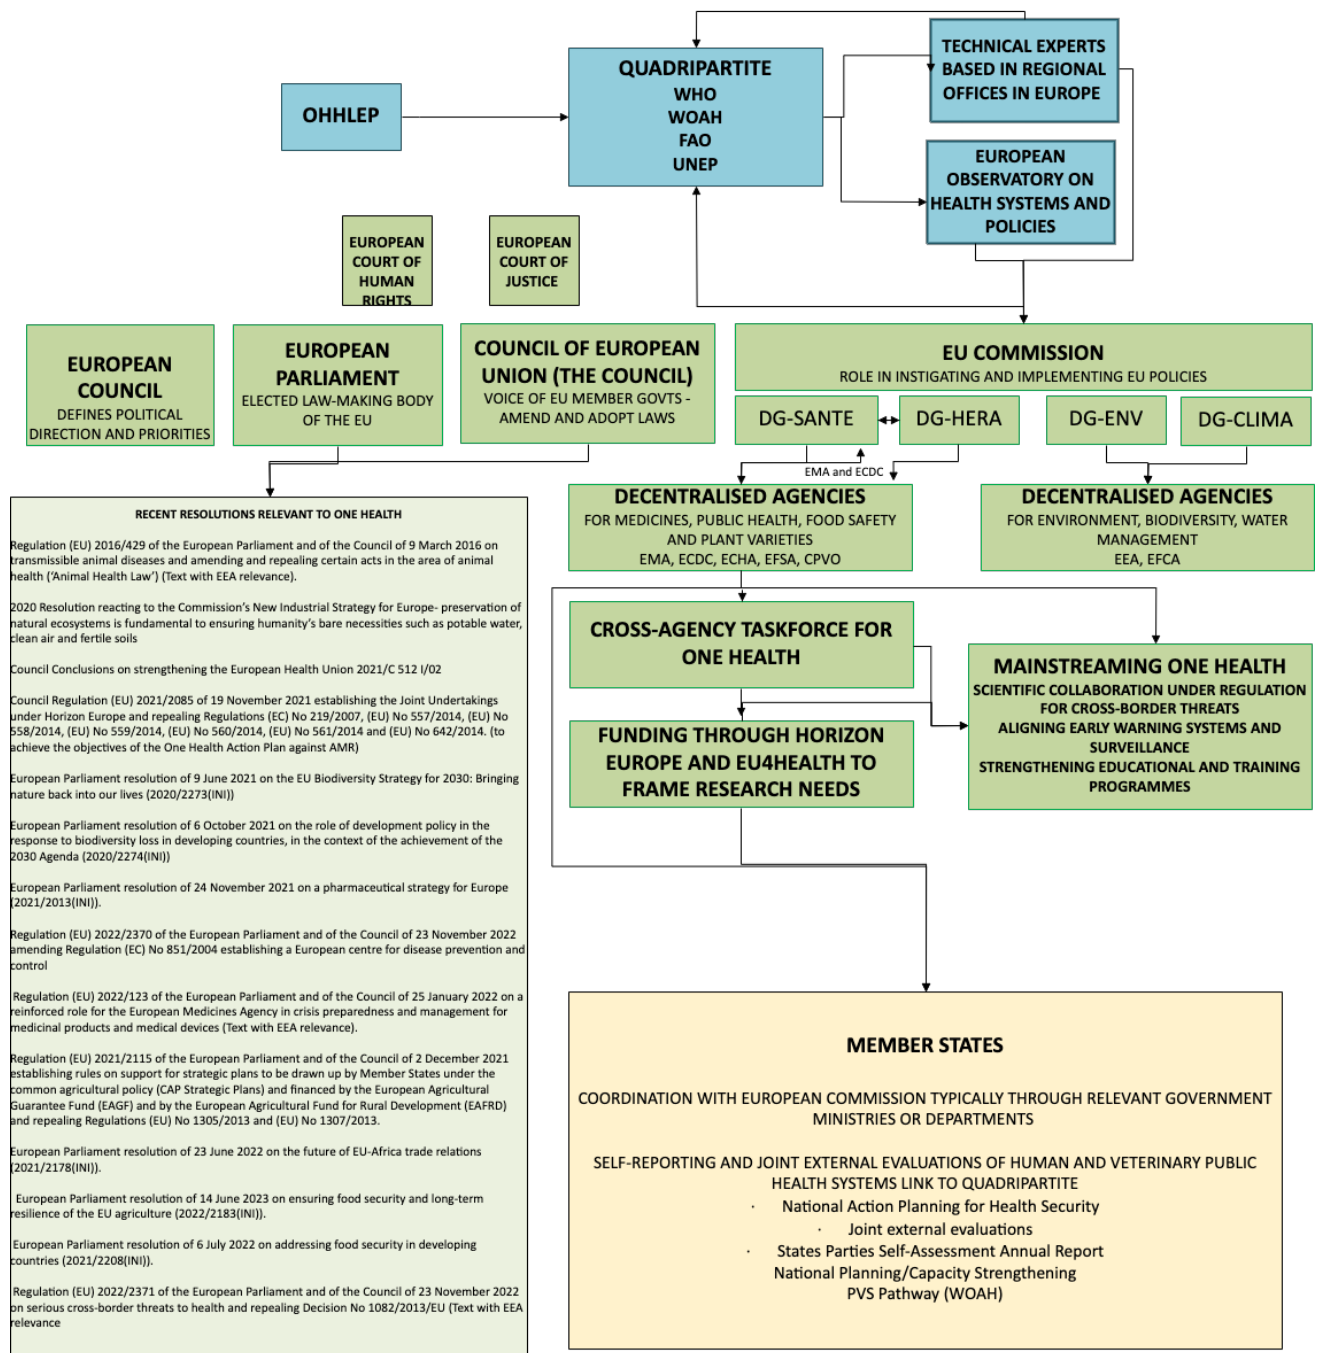 OHHLEP
QUADRIPARTITE
WHO
WOAH
FAO
UNEP
TECHNICAL EXPERTS
BASED IN REGIONAL
OFFICES IN EUROPE
EUROPEAN
OBSERVATORY ON
HEALTH SYSTEMS AND
POLICIES
EUROPEAN
COURT OF
HUMAN
RIGHTS
EUROPEAN
COURT OF
JUSTICE
EUROPEAN
COUNCIL
DEFINES POLITICAL
DIRECTION AND PRIORITIES
EUROPEAN
PARLIAMENT
ELECTED LAW-MAKING BODY
OF THE EU
COUNCIL OF EUROPEAN
UNION (THE COUNCIL)
VOICE OF EU MEMBER GOVTS -
AMEND AND ADOPT LAWS
EU COMMISSION
ROLE IN INSTIGATING AND IMPLEMENTING EU POLICIES
DG-SANTE
DG-HERA
DG-ENV
DG-CLIMA
EMA and ECDC
DECENTRALISED AGENCIES
FOR MEDICINES, PUBLIC HEALTH, FOOD SAFETY
AND PLANT VARIETIES
EMA, ECDC, ECHA, EFSA, CPVO
DECENTRALISED AGENCIES
FOR ENVIRONMENT, BIODIVERSITY, WATER
MANAGEMENT
EEA, EFCA
CROSS-AGENCY TASKFORCE FOR
ONE HEALTH
FUNDING THROUGH HORIZON
EUROPE AND EU4HEALTH TO
FRAME RESEARCH NEEDS
MAINSTREAMING ONE HEALTH
SCIENTIFIC COLLABORATION UNDER REGULATION
FOR CROSS-BORDER THREATS
ALIGNING EARLY WARNING SYSTEMS AND
SURVEILLANCE
STRENGTHENING EDUCATIONAL AND TRAINING
PROGRAMMES
RECENT RESOLUTIONS RELEVANT TO ONE HEALTH
Regulation (EU) 2016/429 of the European Parliament and of the Council of 9 March 2016 on
transmissible animal diseases and amending and repealing certain acts in the area of animal
health (‘Animal Health Law’) (Text with EEA relevance).
2020 Resolution reacting to the Commission’s New Industrial Strategy for Europe- preservation of
natural ecosystems is fundamental to ensuring humanity’s bare necessities such as potable water,
clean air and fertile soils
Council Conclusions on strengthening the European Health Union 2021/C 512 I/02
Council Regulation (EU) 2021/2085 of 19 November 2021 establishing the Joint Undertakings
under Horizon Europe and repealing Regulations (EC) No 219/2007, (EU) No 557/2014, (EU) No
558/2014, (EU) No 559/2014, (EU) No 560/2014, (EU) No 561/2014 and (EU) No 642/2014. (to
achieve the objectives of the One Health Action Plan against AMR)
European Parliament resolution of 9 June 2021 on the EU Biodiversity Strategy for 2030: Bringing
nature back into our lives (2020/2273(INI))
European Parliament resolution of 6 October 2021 on the role of development policy in the
response to biodiversity loss in developing countries, in the context of the achievement of the
2030 Agenda (2020/2274(INI))
European Parliament resolution of 24 November 2021 on a pharmaceutical strategy for Europe
(2021/2013(INI)).
Regulation (EU) 2022/2370 of the European Parliament and of the Council of 23 November 2022
amending Regulation (EC) No 851/2004 establishing a European centre for disease prevention and
control
Regulation (EU) 2022/123 of the European Parliament and of the Council of 25 January 2022 on a
reinforced role for the European Medicines Agency in crisis preparedness and management for
medicinal products and medical devices (Text with EEA relevance).
Regulation (EU) 2021/2115 of the European Parliament and of the Council of 2 December 2021
establishing rules on support for strategic plans to be drawn up by Member States under the
common agricultural policy (CAP Strategic Plans) and financed by the European Agricultural
Guarantee Fund (EAGF) and by the European Agricultural Fund for Rural Development (EAFRD)
and repealing Regulations (EU) No 1305/2013 and (EU) No 1307/2013.
European Parliament resolution of 23 June 2022 on the future of EU-Africa trade relations
(2021/2178(INI)).
European Parliament resolution of 14 June 2023 on ensuring food security and long-term
resilience of the EU agriculture (2022/2183(INI)).
European Parliament resolution of 6 July 2022 on addressing food security in developing
countries (2021/2208(INI)).
Regulation (EU) 2022/2371 of the European Parliament and of the Council of 23 November 2022
on serious cross-border threats to health and repealing Decision No 1082/2013/EU (Text with EEA
relevance
MEMBER STATES
COORDINATION WITH EUROPEAN COMMISSION TYPICALLY THROUGH RELEVANT GOVERNMENT
MINISTRIES OR DEPARTMENTS
SELF-REPORTING AND JOINT EXTERNAL EVALUATIONS OF HUMAN AND VETERINARY PUBLIC
HEALTH SYSTEMS LINK TO QUADRIPARTITE
· National Action Planning for Health Security
· Joint external evaluations
· States Parties Self-Assessment Annual Report
National Planning/Capacity Strengthening
PVS Pathway (WOAH)